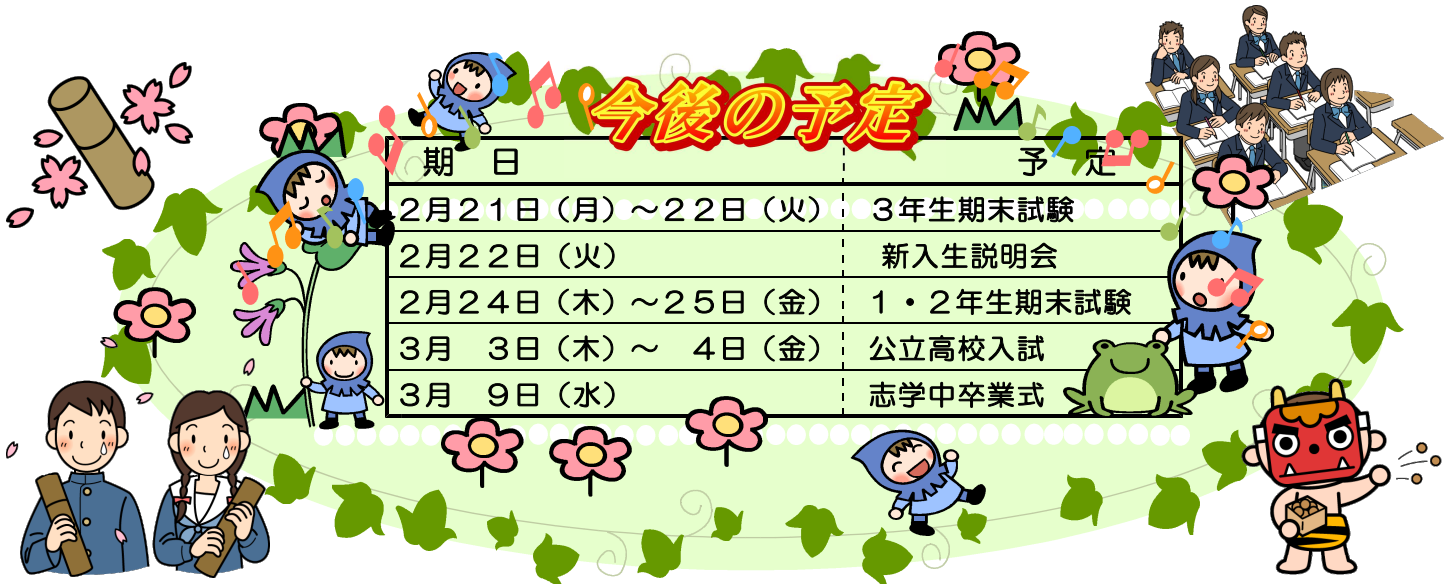 今後の予定
期　日　予　定
２月２１日（月）～２２日（火）　３年生期末試験
２月２２日（火）　新入生説明会
２月２４日（木）～２５日（金）　１・２年生期末試験
３月　３日（木）～　４日（金）　公立高校入試
３月　９日（水）　志学中卒業式